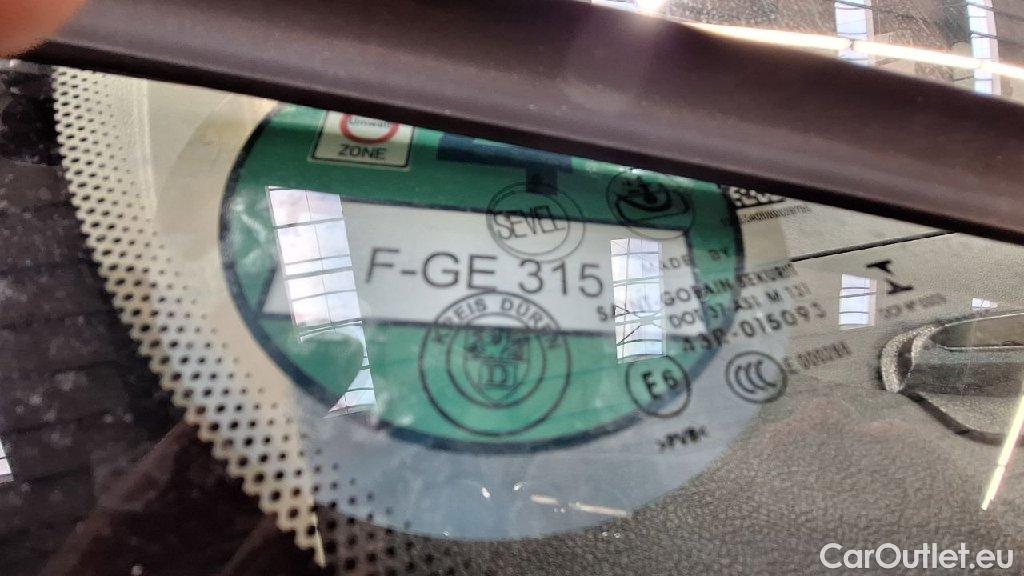 Umwelt
ZONE
SEVEL
F-GE 315
MADE BY
SAINT-GOBAIN SEKURIT
DOT 37 AS1 M 131
43R-015093
KREIS DÜREN
E6
CCC
E000288
>PVB<
CarOutlet.eu